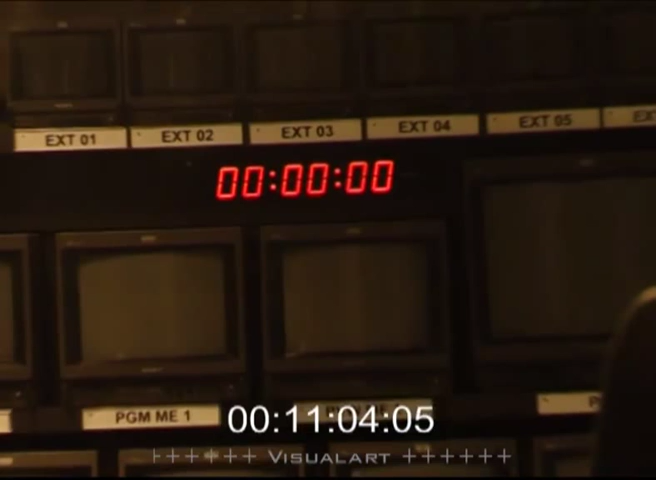 EXT 01 EXT 02 EXT 03 EXT 04 EXT 05
00:00:00
PGM ME 1
00:11:04:05
├+++++ VISUALART ++++++